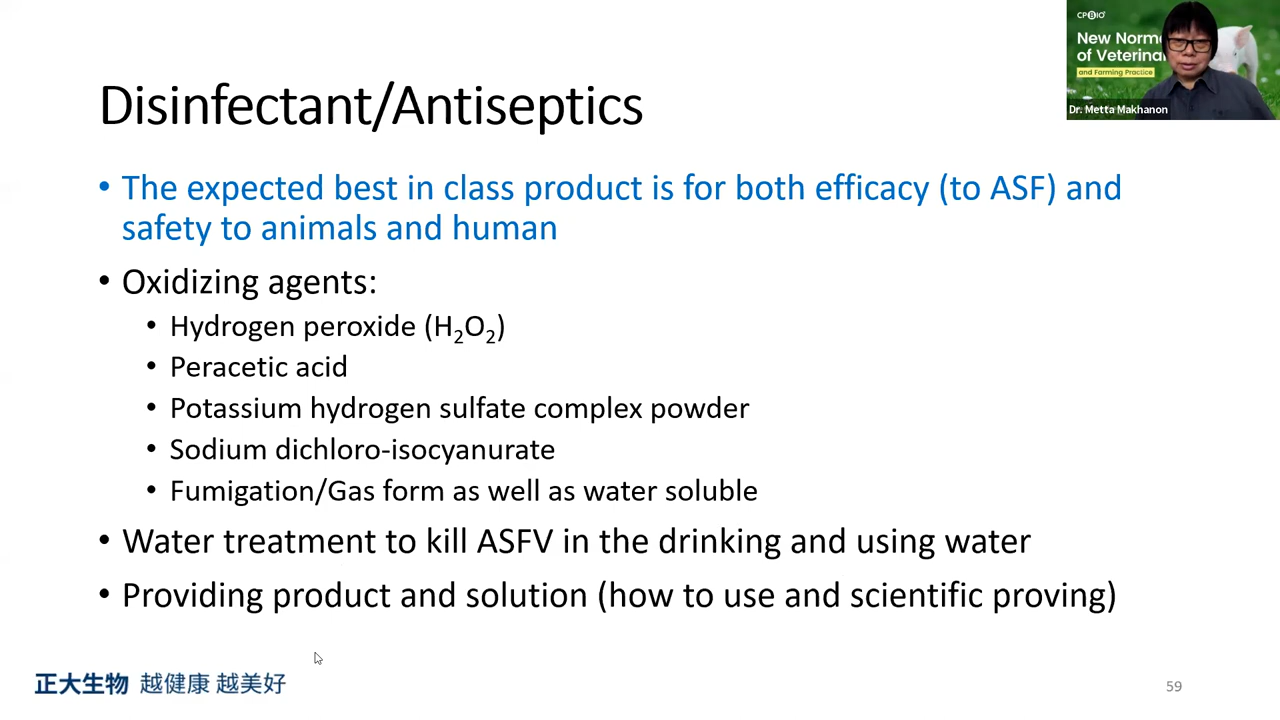 CPBIO
New Norm
of Veterina
and Farming Practice
Dr. Metta Makhanon
Disinfectant/Antiseptics
• The expected best in class product is for both efficacy (to ASF) and
safety to animals and human
• Oxidizing agents:
• Hydrogen peroxide (H₂O₂)
• Peracetic acid
• Potassium hydrogen sulfate complex powder
• Sodium dichloro-isocyanurate
• Fumigation/Gas form as well as water soluble
• Water treatment to kill ASFV in the drinking and using water
• Providing product and solution (how to use and scientific proving)
正大生物 越健康 越美好
59